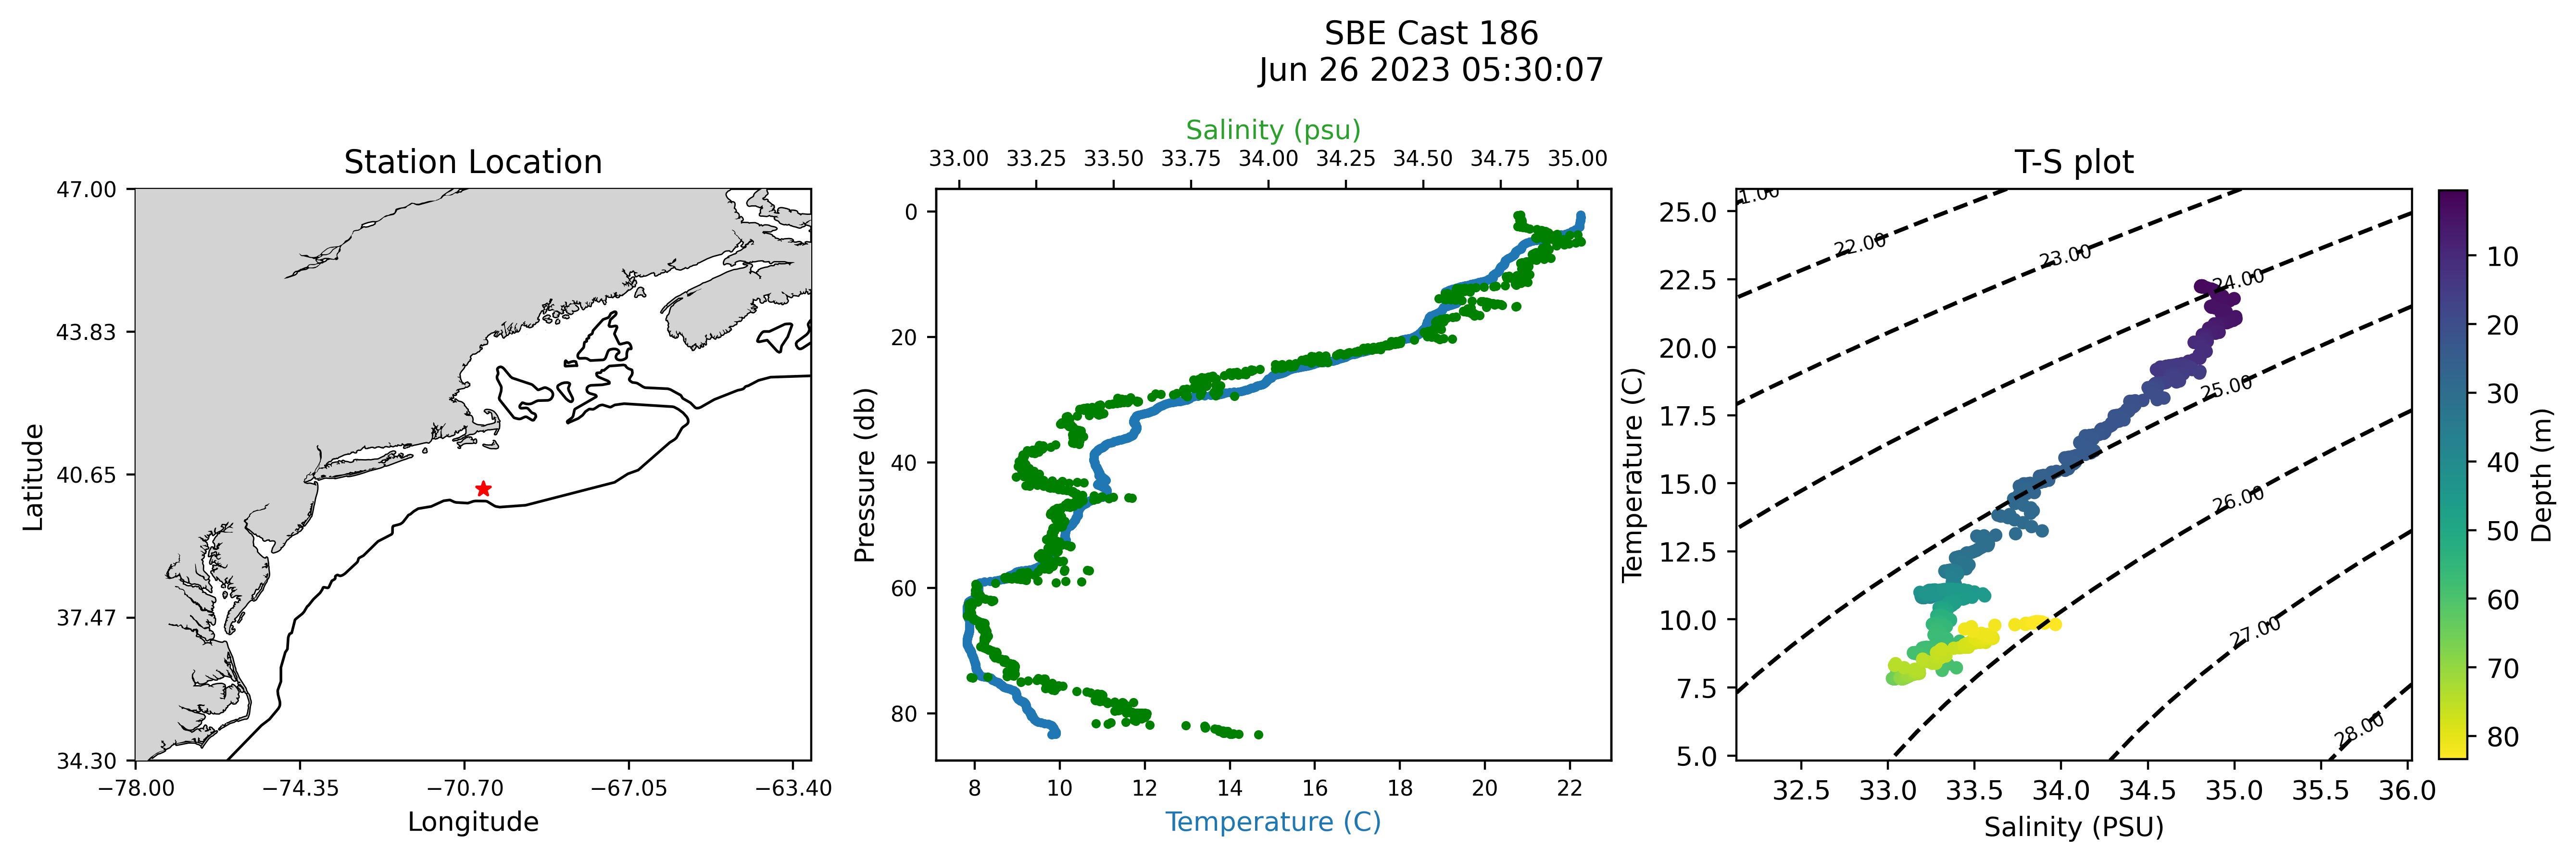 SBE Cast 186
Jun 26 2023 05:30:07
Station Location
47.00
43.83
40.65
37.47
34.30
−78.00 −74.35 −70.70 −67.05 −63.40
Longitude
Latitude
Salinity (psu)
33.00 33.25 33.50 33.75 34.00 34.25 34.50 34.75 35.00
0
20
40
60
80
Pressure (db)
8 10 12 14 16 18 20 22
Temperature (C)
T-S plot
25.0
22.5
20.0
17.5
15.0
12.5
10.0
7.5
5.0
Temperature (C)
1.00
22.00
23.00
24.00
25.00
26.00
27.00
28.00
32.5 33.0 33.5 34.0 34.5 35.0 35.5 36.0
Salinity (PSU)
10
20
30
40
50
60
70
80
Depth (m)